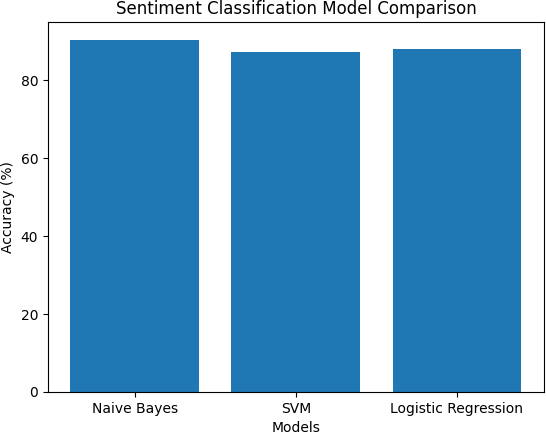 Sentiment Classification Model Comparison
Accuracy (%)
80
60
40
20
0
Naive Bayes SVM Logistic Regression
Models